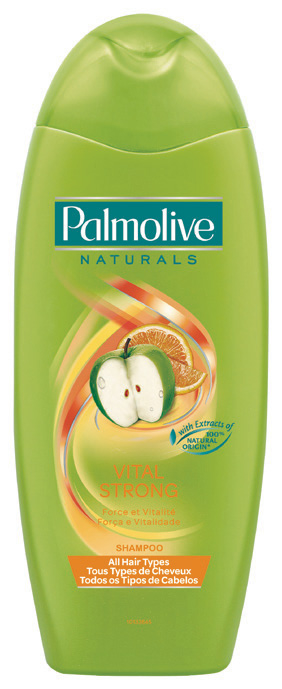 Palmolive
NATURALS
with Extracts of
100%
NATURAL
ORIGIN*
VITAL
STRONG
Force et Vitalité
Força e Vitalidade
SHAMPOO
All Hair Types
Tous Types de Cheveux
Todos os Tipos de Cabelos